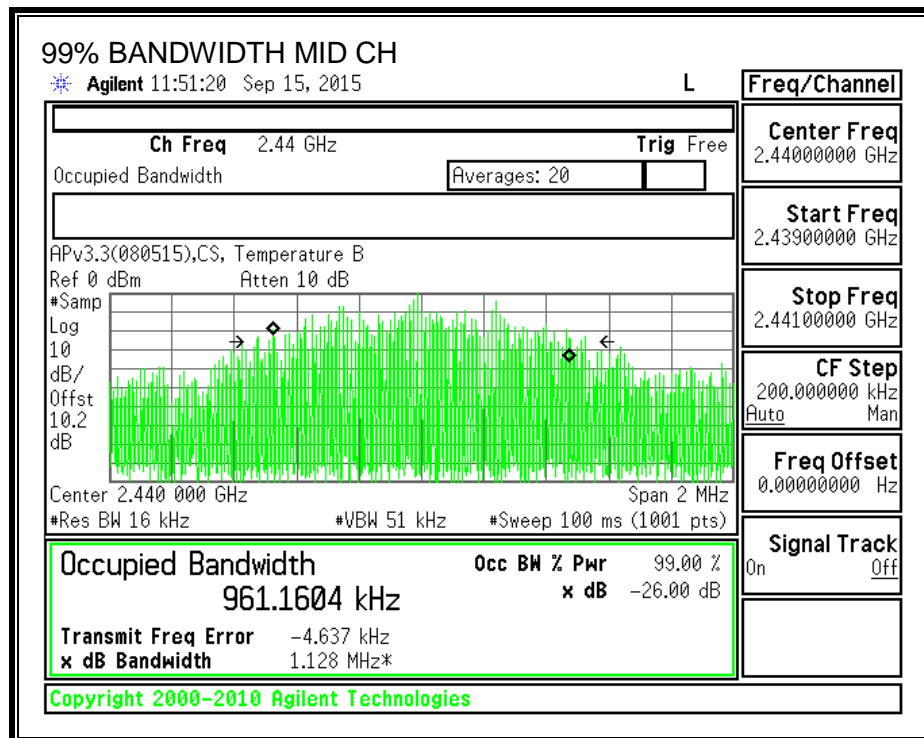 99% BANDWIDTH MID CH
Agilent 11:51:20 Sep 15, 2015 L
Ch Freq 2.44 GHz Trig Free
Occupied Bandwidth Averages: 20
APv3.3(080515),CS, Temperature B
Ref 0 dBm Atten 10 dB
#Samp
Log
10
dB/
Offst
10.2
dB
Center 2.440 000 GHz Span 2 MHz
#Res BW 16 kHz #VBW 51 kHz #Sweep 100 ms (1001 pts)
Occupied Bandwidth Occ BW % Pwr 99.00 %
961.1604 kHz x dB -26.00 dB
Transmit Freq Error -4.637 kHz
x dB Bandwidth 1.128 MHz*
Copyright 2000-2010 Agilent Technologies
Freq/Channel
Center Freq
2.44000000 GHz
Start Freq
2.43900000 GHz
Stop Freq
2.44100000 GHz
CF Step
200.000000 kHz
Auto Man
Freq Offset
0.00000000 Hz
Signal Track
On Off